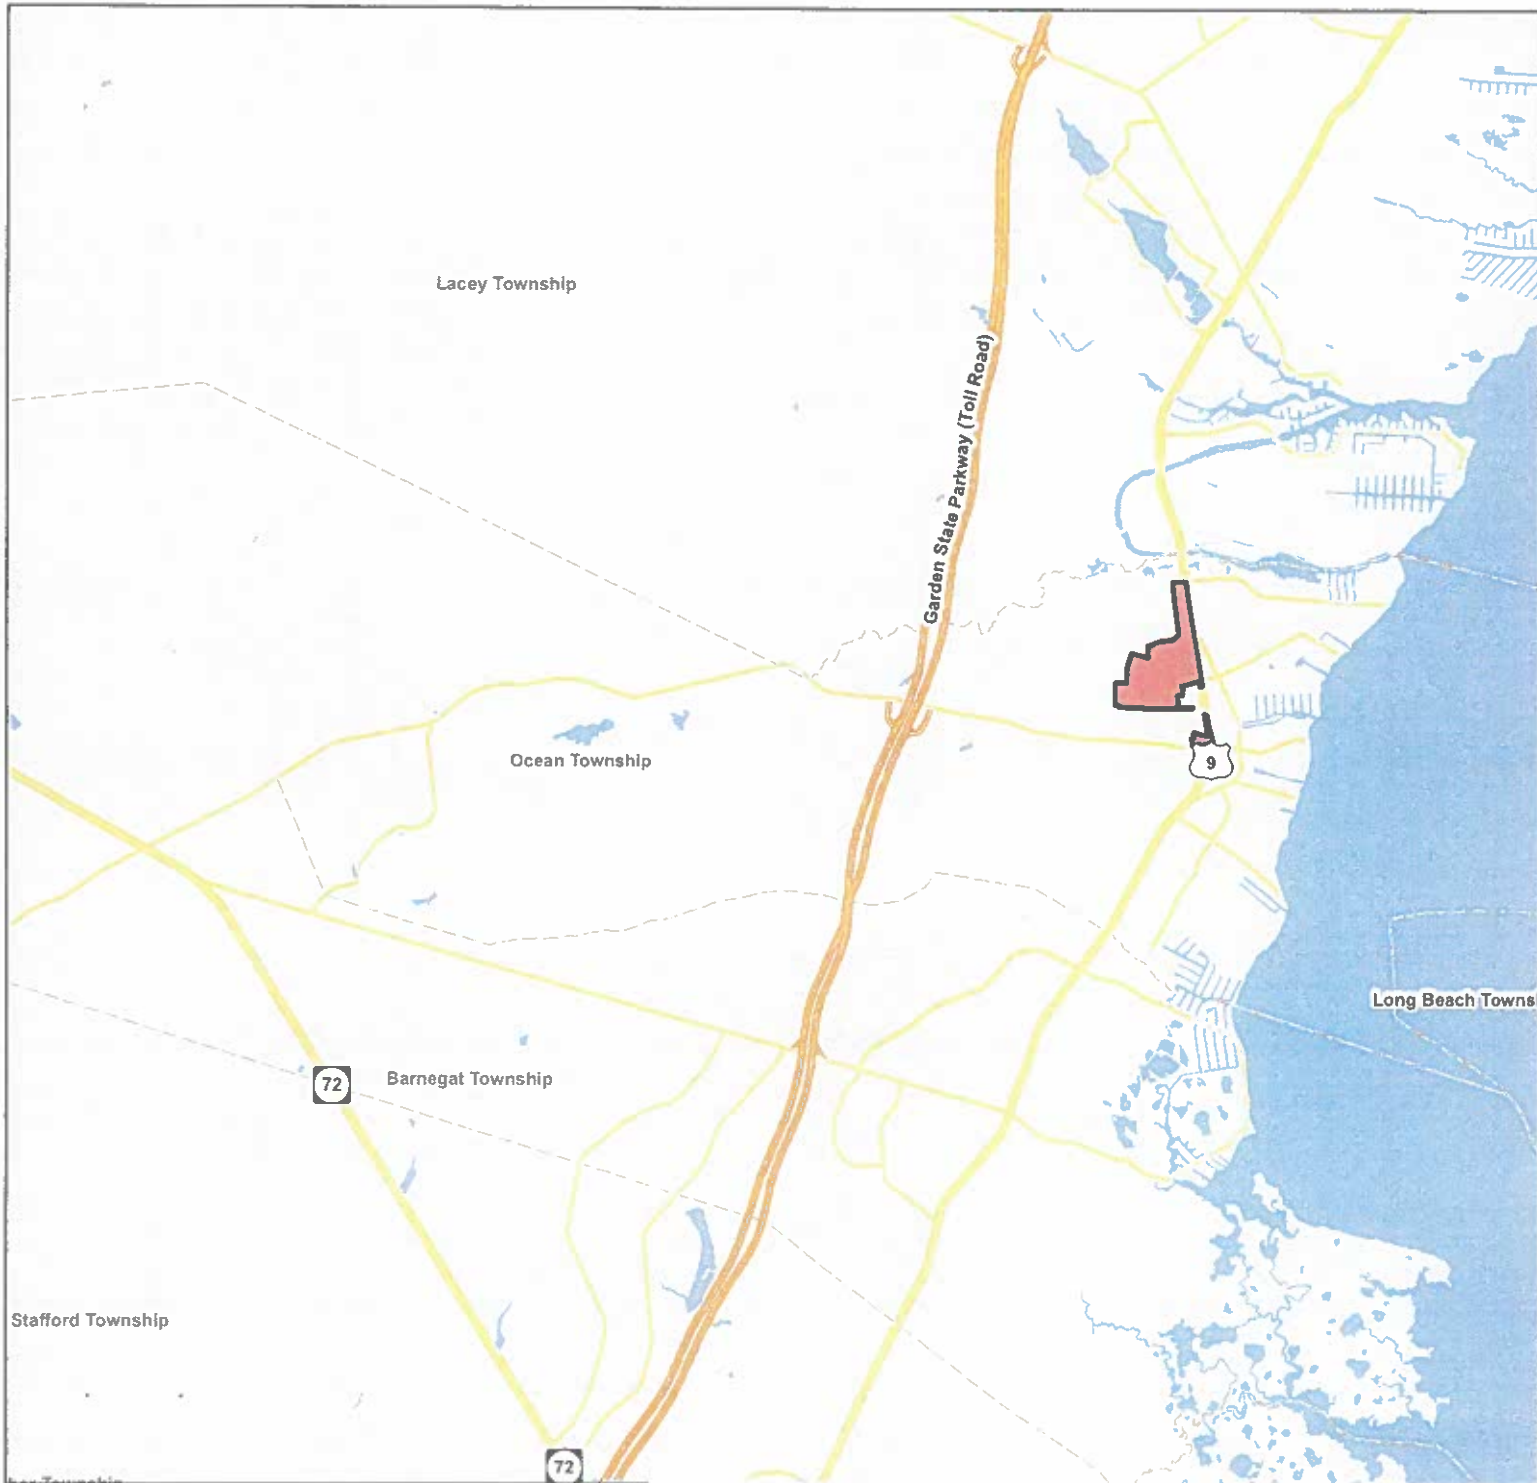 Lacey Township
Garden State Parkway (Toll Road)
Ocean Township
9
Long Beach Towns
72
Barnegat Township
Stafford Township
72
Township